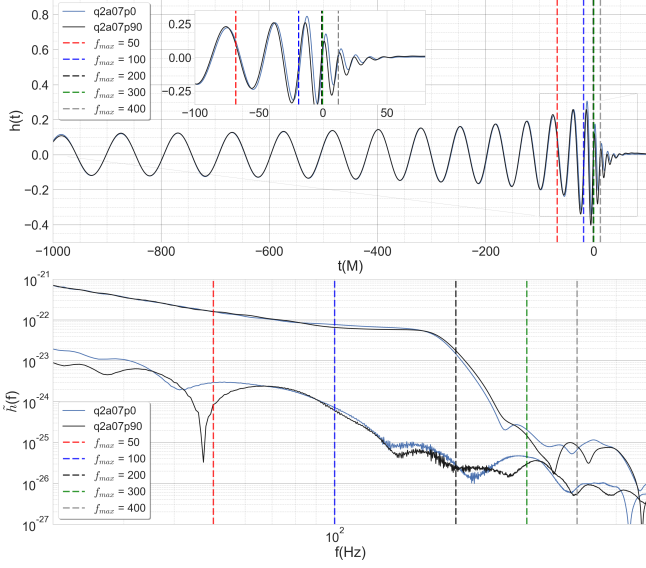 0.8
0.6
0.4
0.2
0.0
−0.2
−0.4
h(t)
q2a07p0
q2a07p90
f_max = 50
f_max = 100
f_max = 200
f_max = 300
f_max = 400
0.25
0.00
−0.25
−100 −50 0 50
−1000 −800 −600 −400 −200 0
t(M)
10^-21
10^-22
10^-23
10^-24
10^-25
10^-26
10^-27
h̃(f)
q2a07p0
q2a07p90
f_max = 50
f_max = 100
f_max = 200
f_max = 300
f_max = 400
10^2
f(Hz)